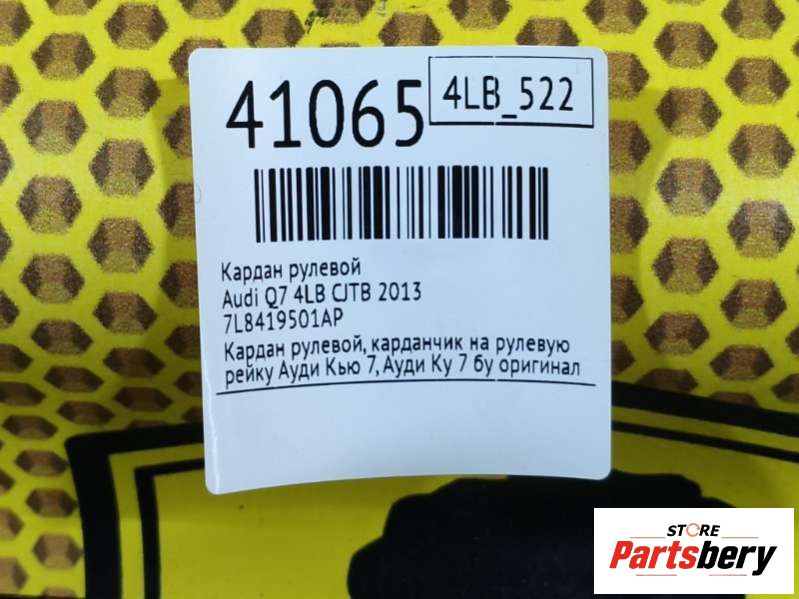 41065
4LB_522
Кардан рулевой
Audi Q7 4LB CJTB 2013
7L8419501AP
Кардан рулевой, карданчик на рулевую
рейку Ауди Кью 7, Ауди Ку 7 бу оригинал
STORE
Partsbery